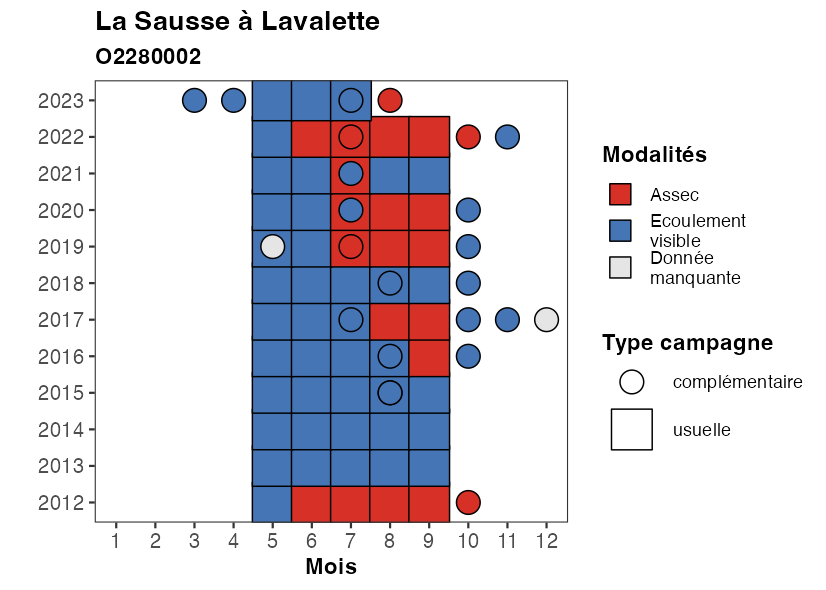 La Sausse à Lavalette
O2280002
2023
2022
2021
2020
2019
2018
2017
2016
2015
2014
2013
2012
1 2 3 4 5 6 7 8 9 10 11 12
Mois
Modalités
Assec
Ecoulement
visible
Donnée
manquante
Type campagne
complémentaire
usuelle